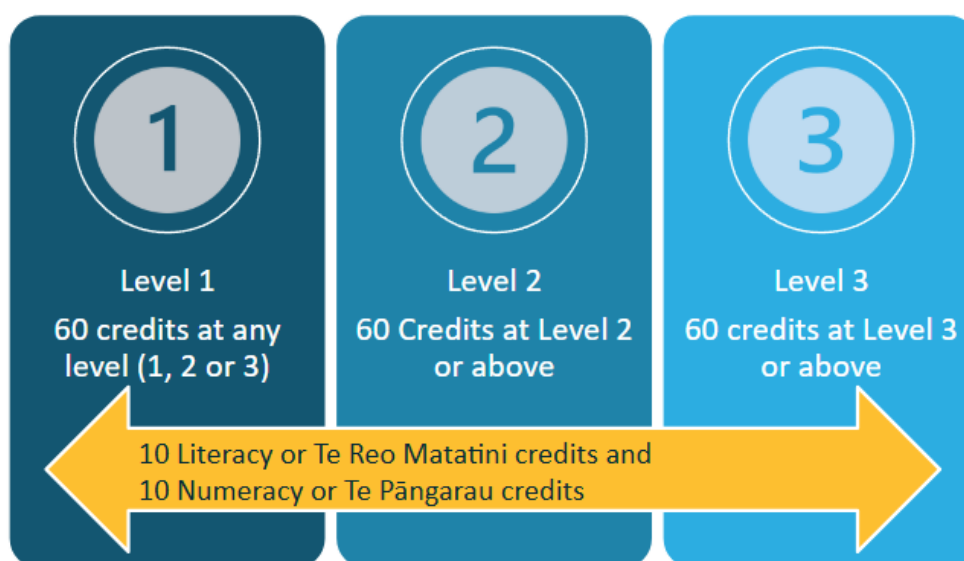 1
Level 1
60 credits at any
level (1, 2 or 3)
2
Level 2
60 Credits at Level 2
or above
3
Level 3
60 credits at Level 3
or above
10 Literacy or Te Reo Matatini credits and
10 Numeracy or Te Pāngarau credits